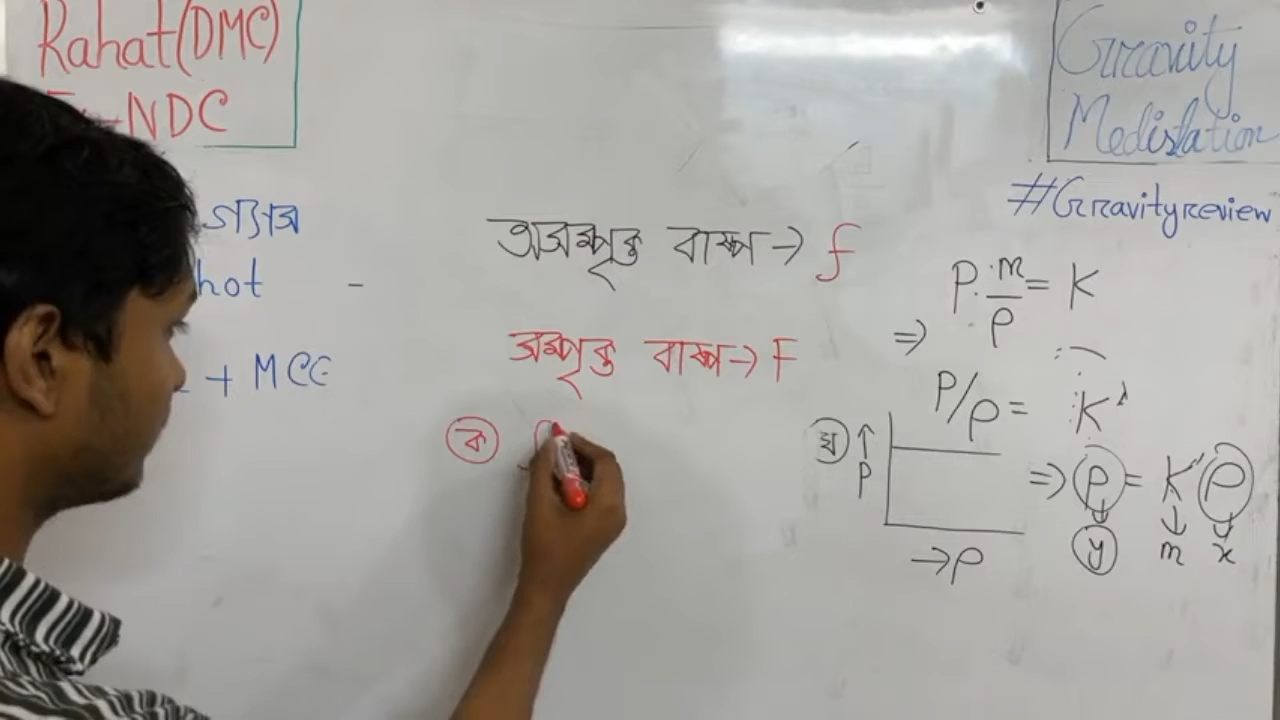 Rahat (DMC)
NDC
Gravity
Medislation
#Gravityreview
hot -
+ MCC
অসম্পৃক্ত বাষ্প → f
সম্পৃক্ত বাষ্প → F
ক
P. m/ρ = K
⇒ P/ρ = K'
ঘ ↑ P
→ ρ
⇒ P = K' ρ
y m x